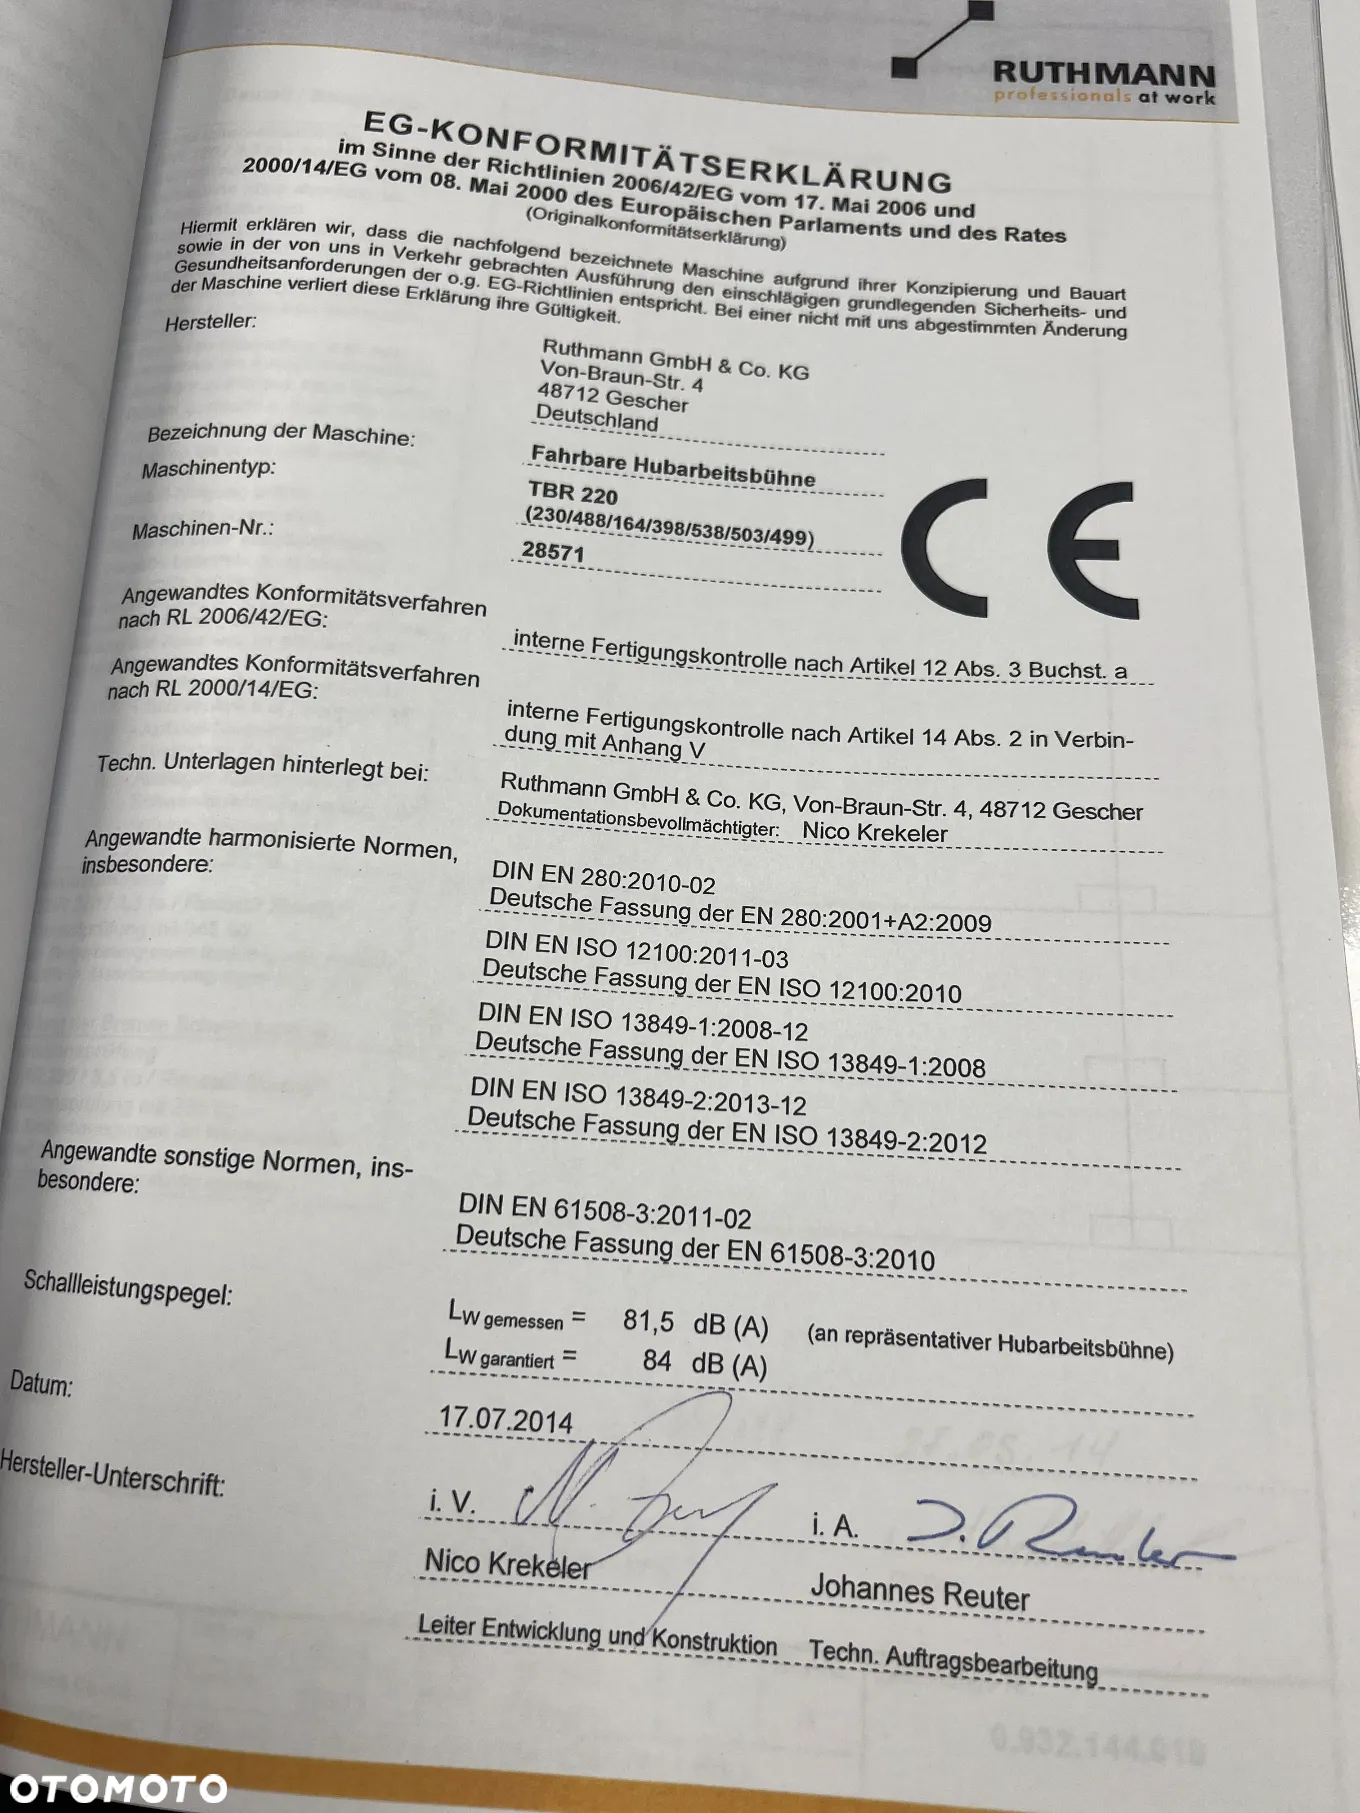 RUTHMANN
professionals at work
EG-KONFORMITÄTSERKLÄRUNG
im Sinne der Richtlinien 2006/42/EG vom 17. Mai 2006 und
2000/14/EG vom 08. Mai 2000 des Europäischen Parlaments und des Rates
(Originalkonformitätserklärung)
Hiermit erklären wir, dass die nachfolgend bezeichnete Maschine aufgrund ihrer Konzipierung und Bauart
sowie in der von uns in Verkehr gebrachten Ausführung den einschlägigen grundlegenden Sicherheits- und
Gesundheitsanforderungen der o.g. EG-Richtlinien entspricht. Bei einer nicht mit uns abgestimmten Änderung
der Maschine verliert diese Erklärung ihre Gültigkeit.
Hersteller:
Ruthmann GmbH & Co. KG
Von-Braun-Str. 4
48712 Gescher
Deutschland
Bezeichnung der Maschine:
Fahrbare Hubarbeitsbühne
Maschinentyp:
TBR 220
(230/488/164/398/538/503/499)
Maschinen-Nr.:
28571
CE
Angewandtes Konformitätsverfahren
nach RL 2006/42/EG:
interne Fertigungskontrolle nach Artikel 12 Abs. 3 Buchst. a
Angewandtes Konformitätsverfahren
nach RL 2000/14/EG:
interne Fertigungskontrolle nach Artikel 14 Abs. 2 in Verbin-
dung mit Anhang V
Techn. Unterlagen hinterlegt bei:
Ruthmann GmbH & Co. KG, Von-Braun-Str. 4, 48712 Gescher
Dokumentationsbevollmächtigter: Nico Krekeler
Angewandte harmonisierte Normen,
insbesondere:
DIN EN 280:2010-02
Deutsche Fassung der EN 280:2001+A2:2009
DIN EN ISO 12100:2011-03
Deutsche Fassung der EN ISO 12100:2010
DIN EN ISO 13849-1:2008-12
Deutsche Fassung der EN ISO 13849-1:2008
DIN EN ISO 13849-2:2013-12
Deutsche Fassung der EN ISO 13849-2:2012
Angewandte sonstige Normen, ins-
besondere:
DIN EN 61508-3:2011-02
Deutsche Fassung der EN 61508-3:2010
Schallleistungspegel:
LW gemessen = 81,5 dB (A) (an repräsentativer Hubarbeitsbühne)
LW garantiert = 84 dB (A)
Datum:
17.07.2014
Hersteller-Unterschrift:
i. V.
i. A. J. Reuter
Nico Krekeler
Johannes Reuter
Leiter Entwicklung und Konstruktion
Techn. Auftragsbearbeitung
OTOMOTO